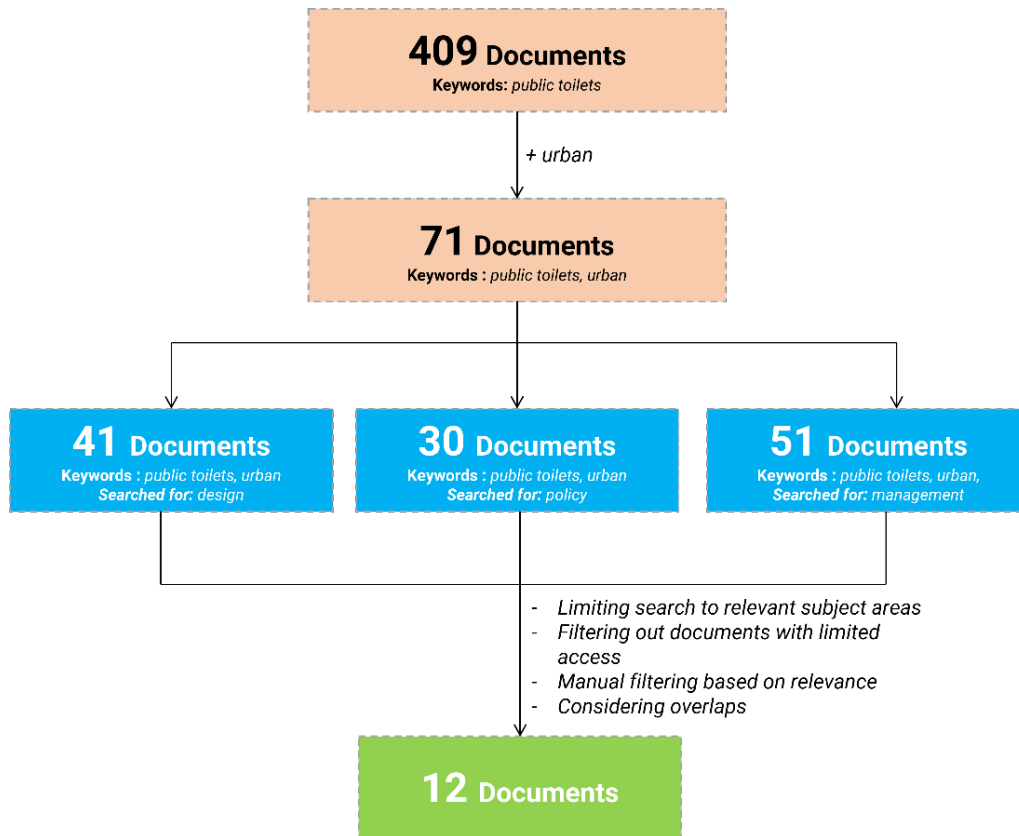 409 Documents
Keywords: public toilets
+ urban
71 Documents
Keywords : public toilets, urban
41 Documents
Keywords : public toilets, urban
Searched for: design
30 Documents
Keywords : public toilets, urban
Searched for: policy
51 Documents
Keywords : public toilets, urban,
Searched for: management
- Limiting search to relevant subject areas
- Filtering out documents with limited
access
- Manual filtering based on relevance
- Considering overlaps
12 Documents